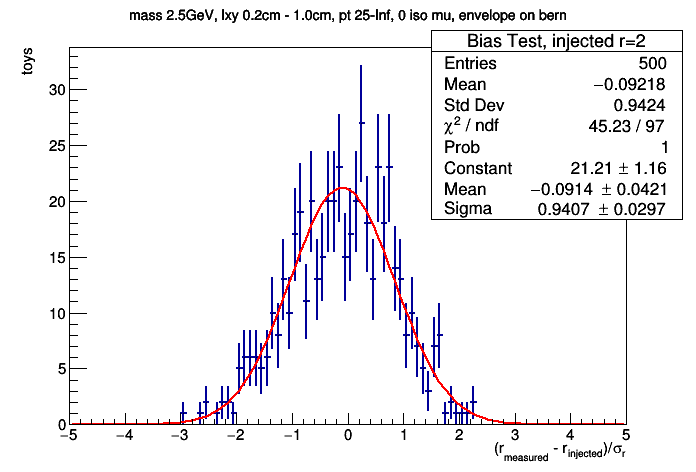 mass 2.5GeV, lxy 0.2cm - 1.0cm, pt 25-Inf, 0 iso mu, envelope on bern
Bias Test, injected r=2
Entries 500
Mean −0.09218
Std Dev 0.9424
χ² / ndf 45.23 / 97
Prob 1
Constant 21.21 ± 1.16
Mean −0.0914 ± 0.0421
Sigma 0.9407 ± 0.0297
toys
30
25
20
15
10
5
0
−5 −4 −3 −2 −1 0 1 2 3 4 5
(r_measured - r_injected)/σ_r